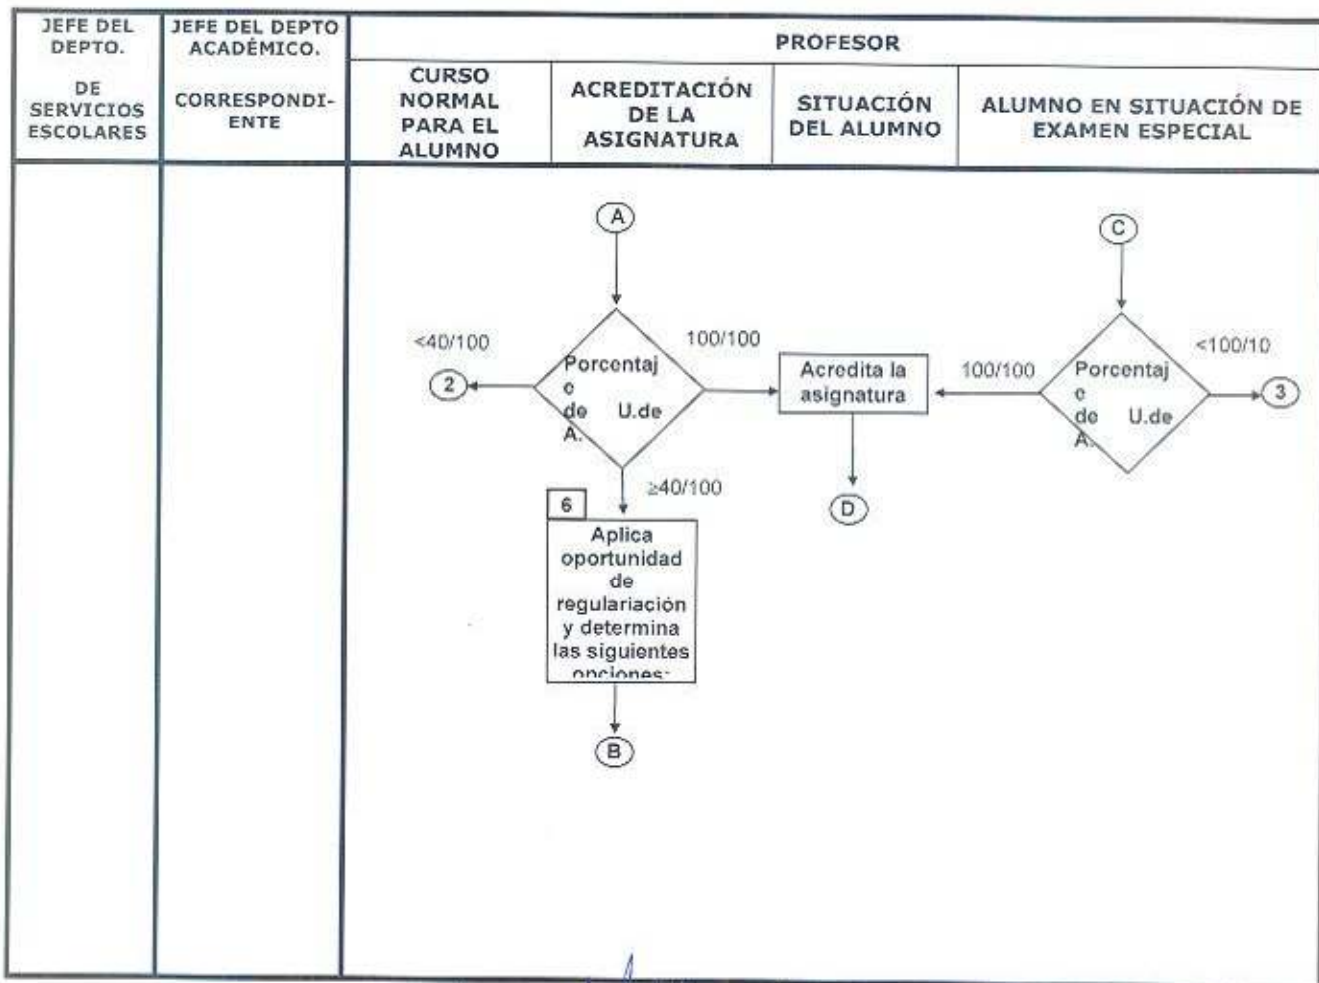 JEFE DEL
DEPTO.
DE
SERVICIOS
ESCOLARES
JEFE DEL DEPTO
ACADÉMICO.
CORRESPONDI-
ENTE
PROFESOR
CURSO
NORMAL
PARA EL
ALUMNO
ACREDITACIÓN
DE LA
ASIGNATURA
SITUACIÓN
DEL ALUMNO
ALUMNO EN SITUACIÓN DE
EXAMEN ESPECIAL
A
C
<40/100
100/100
2
Porcentaj
e
de U.de
A.
Acredita la
asignatura
100/100
<100/10
Porcentaj
e
de U.de
A.
3
≥40/100
D
6
Aplica
oportunidad
de
regulariación
y determina
las siguientes
opciones:
B